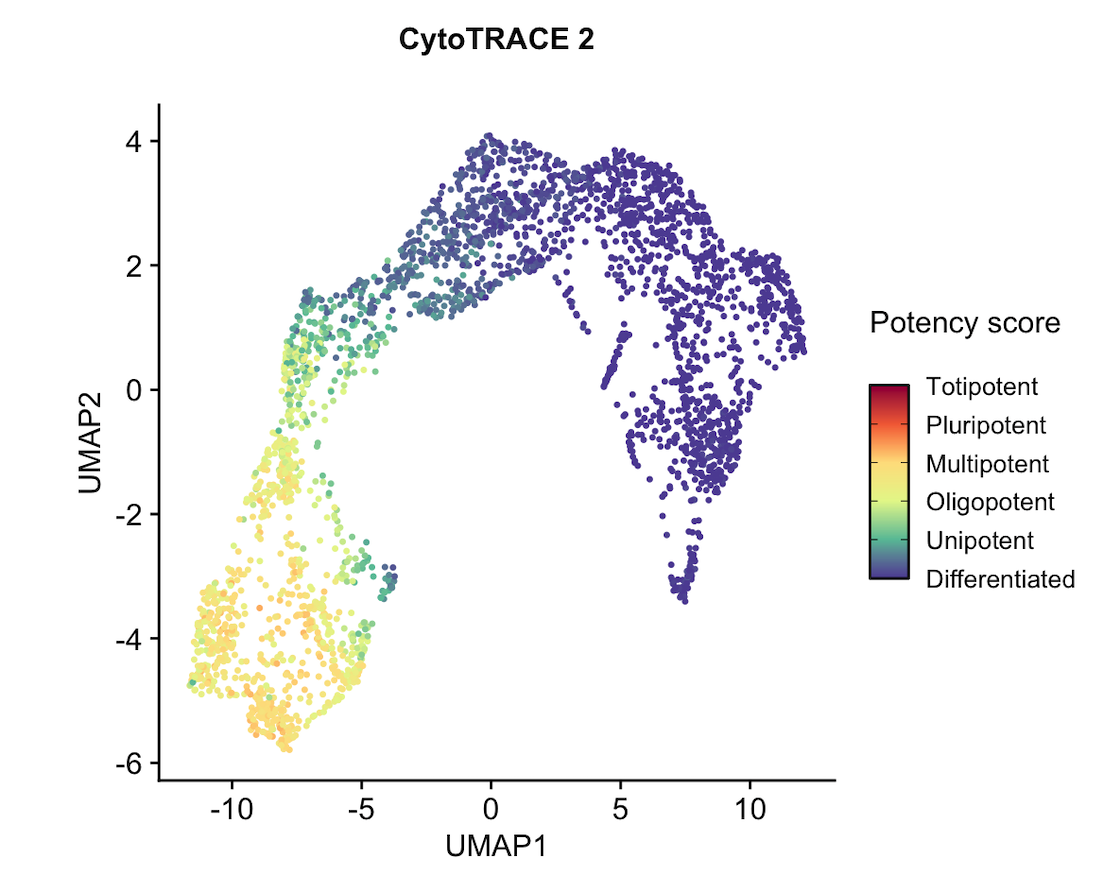 CytoTRACE 2
4
2
0
-2
-4
-6
UMAP2
-10
-5
0
5
10
UMAP1
Potency score
Totipotent
Pluripotent
Multipotent
Oligopotent
Unipotent
Differentiated